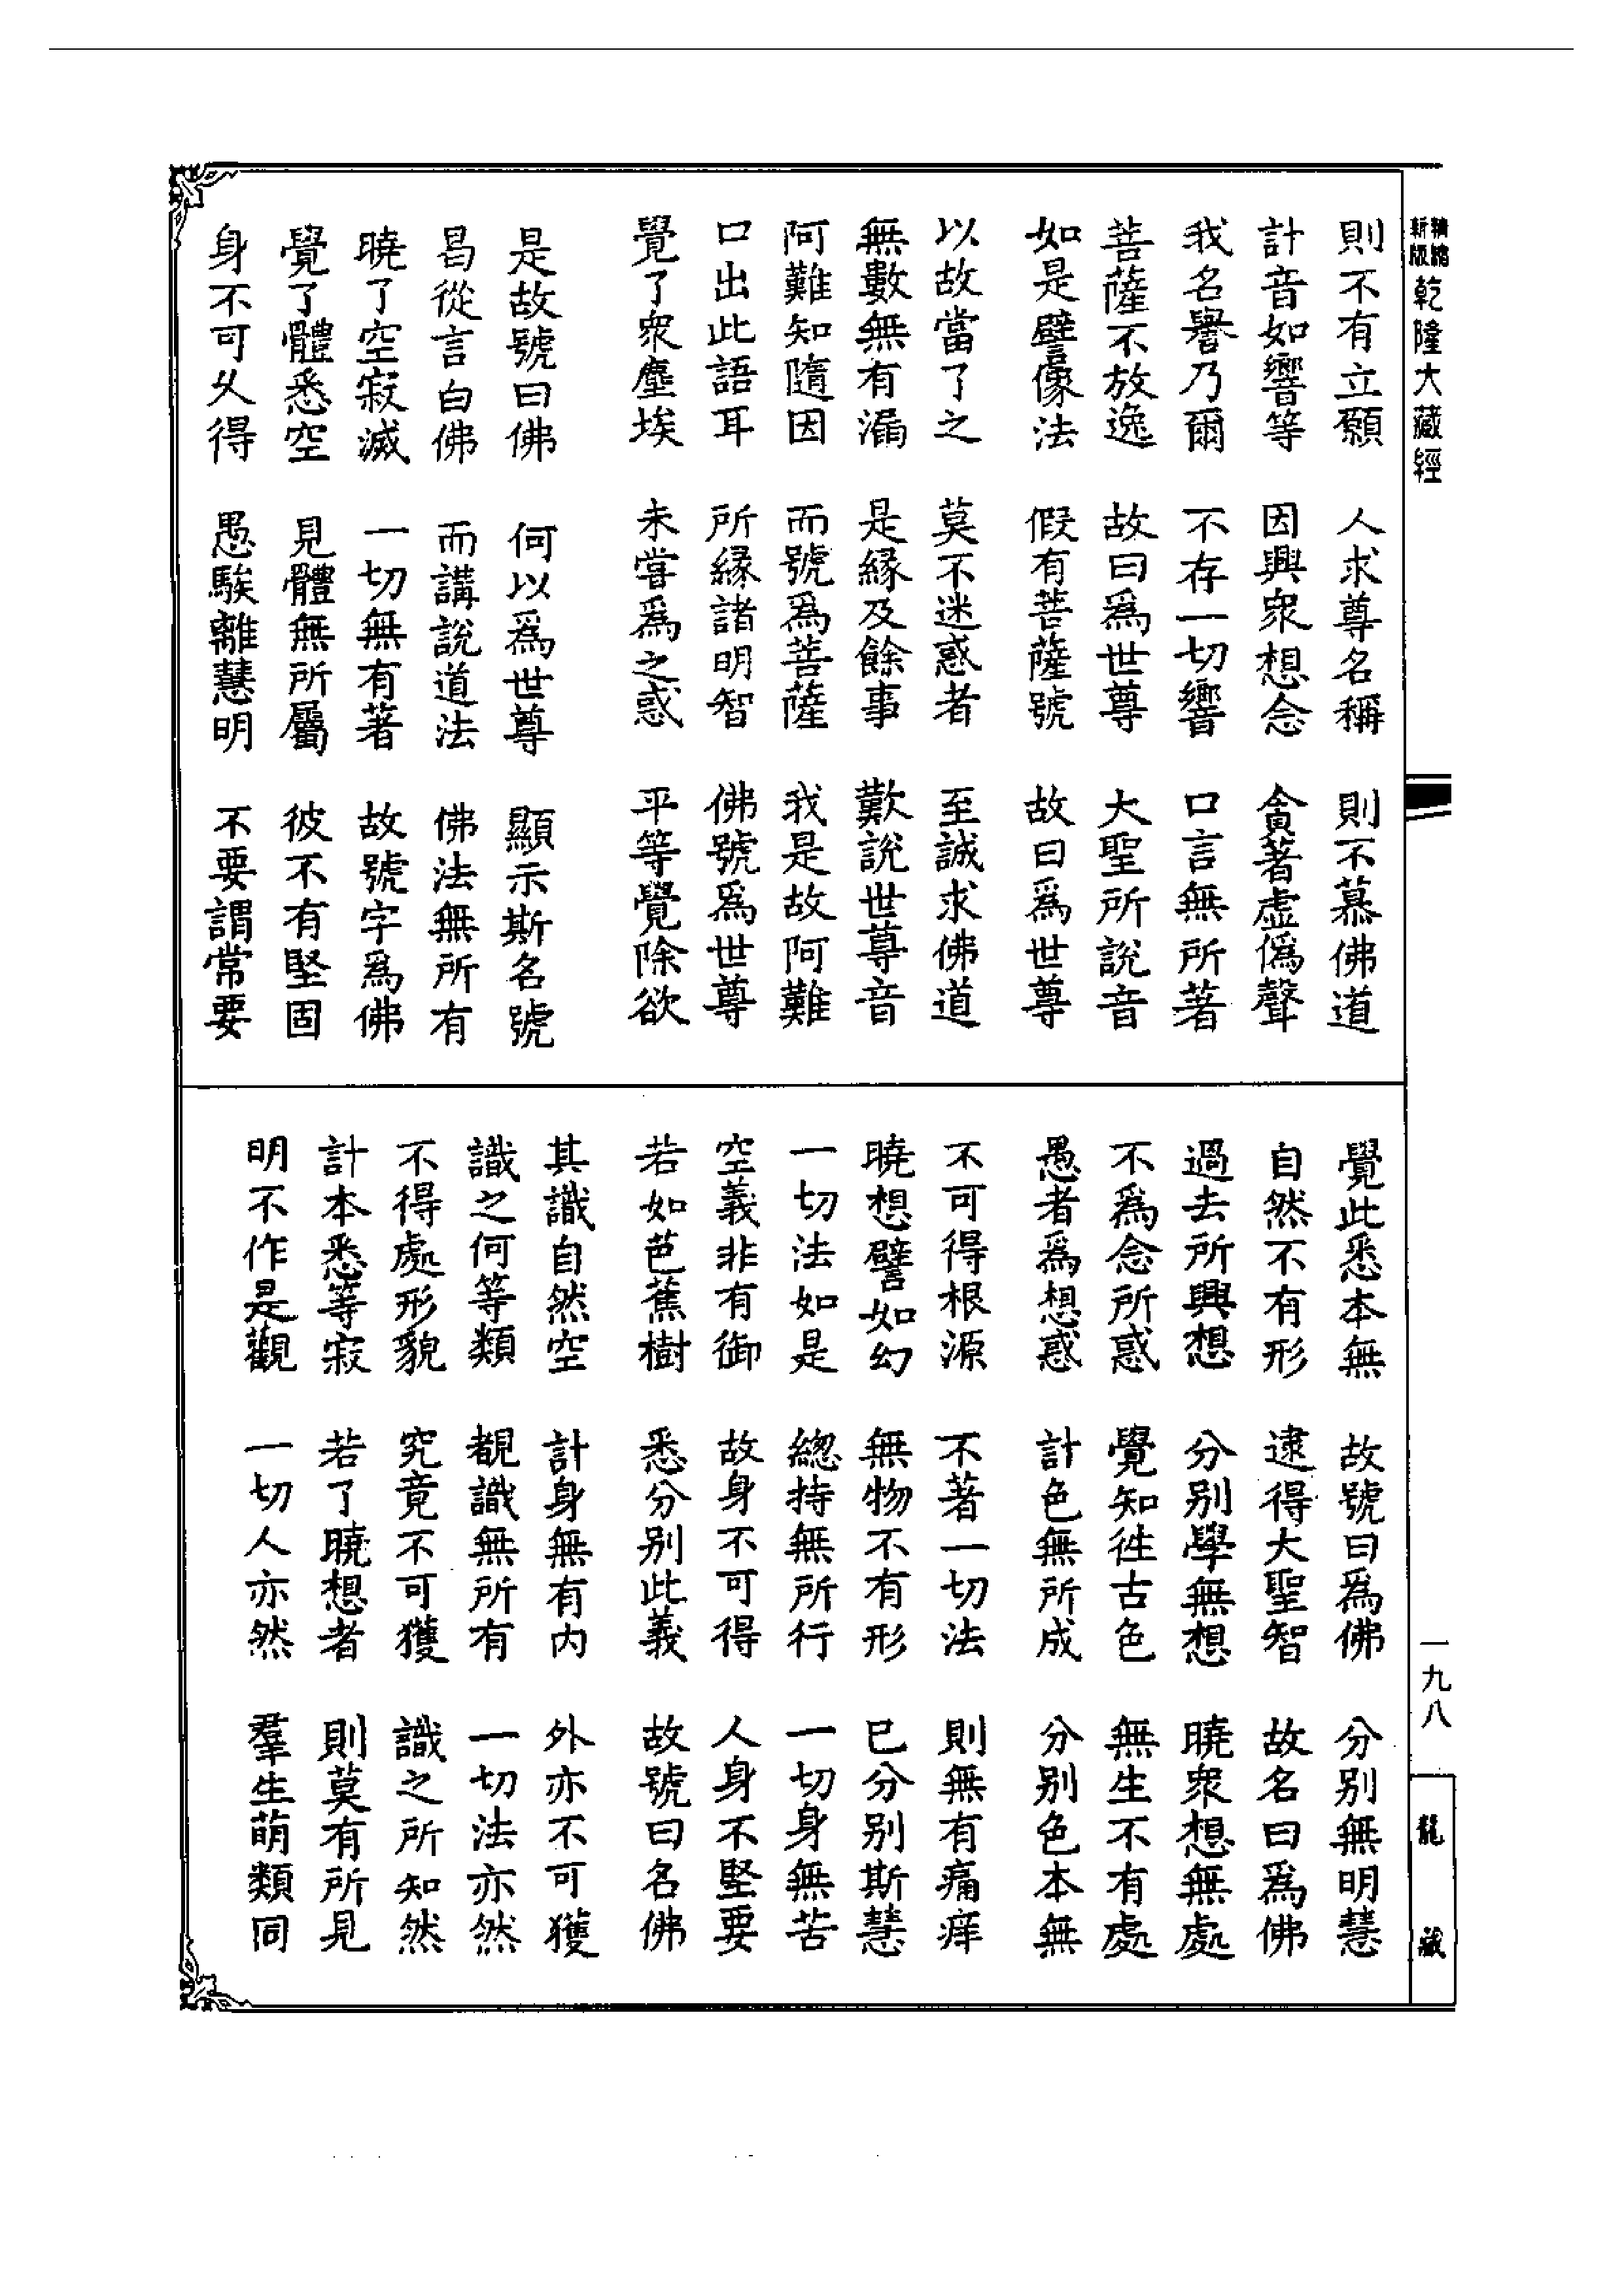 精縮新版乾隆大藏經
則不有立願 人求尊名稱 則不慕佛道
計音如響等 因興衆想念 貪著虛僞聲
我名譽乃爾 不存一切響 口言無所著
菩薩不放逸 故曰爲世尊 大聖所說音
如是譬像法 假有菩薩號 故曰爲世尊
以故當了之 莫不迷惑者 至誠求佛道
無數無有漏 是緣及餘事 歎說世尊音
阿難知隨因 而號爲菩薩 我是故阿難
口出此語耳 所緣諸明智 佛號爲世尊
覺了衆塵埃 未嘗爲之惑 平等覺除欲
是故號曰佛 何以爲世尊 顯示斯名號
曷從言白佛 而講說道法 佛法無所有
曉了空寂滅 一切無有著 故號字爲佛
覺了體悉空 見體無所屬 彼不有堅固
身不可久得 愚騃離慧明 不要謂常要
覺此悉本無 故號曰爲佛 分別無明慧
自然不有形 逮得大聖智 故名曰爲佛
過去所興想 分別學無想 曉衆想無處
不爲念所惑 覺知徃古色 無生不有處
愚者爲想惑 計色無所成 分別色本無
不可得根源 不著一切法 則無有痛痒
曉想譬如幻 無物不有形 已分別斯慧
一切法如是 緫持無所行 一切身無苦
空義非有御 故身不可得 人身不堅要
若如芭蕉樹 悉分別此義 故號曰名佛
其識自然空 計身無有内 外亦不可獲
識之何等類 覩識無所有 一切法亦然
不得處形貌 究竟不可獲 識之所知然
計本悉等寂 若了曉想者 則莫有所見
明不作是觀 一切人亦然 羣生萌類同
一九八
龍藏